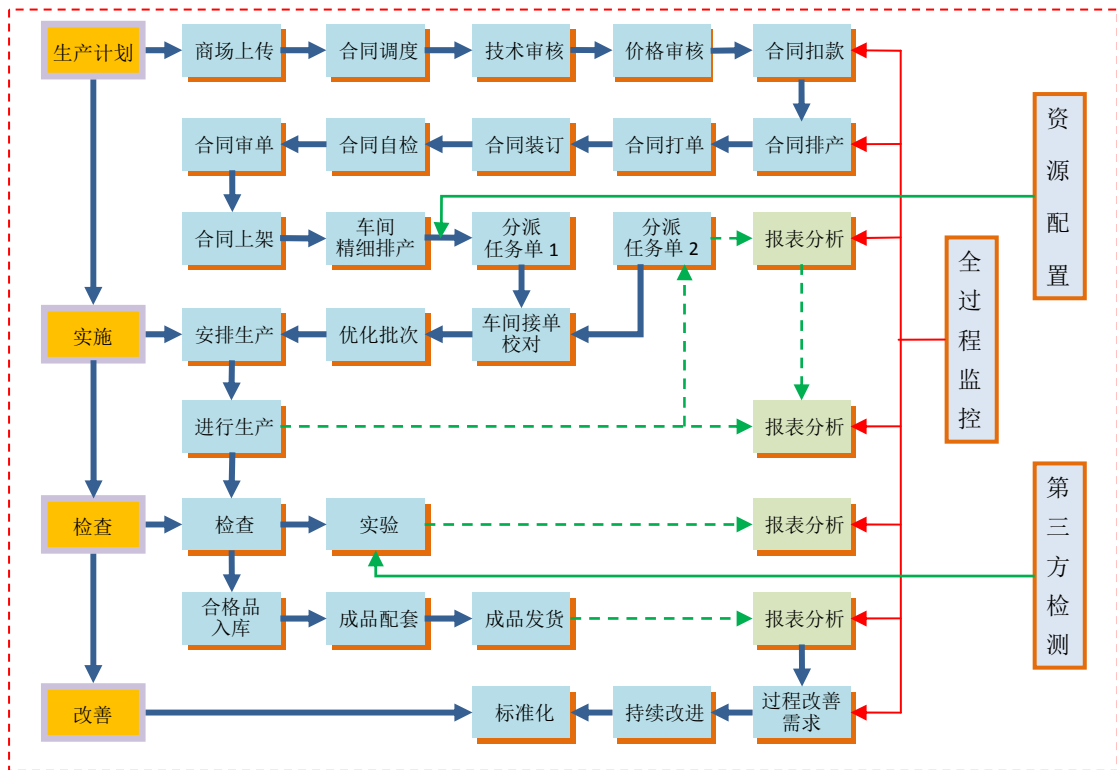 生产计划
商场上传
合同调度
技术审核
价格审核
合同扣款
合同审单
合同自检
合同装订
合同打单
合同排产
合同上架
车间
精细排产
分派
任务单 1
分派
任务单 2
报表分析
实施
安排生产
优化批次
车间接单
校对
进行生产
报表分析
检查
检查
实验
报表分析
合格品
入库
成品配套
成品发货
报表分析
改善
标准化
持续改进
过程改善
需求
资
源
配
置
全
过
程
监
控
第
三
方
检
测